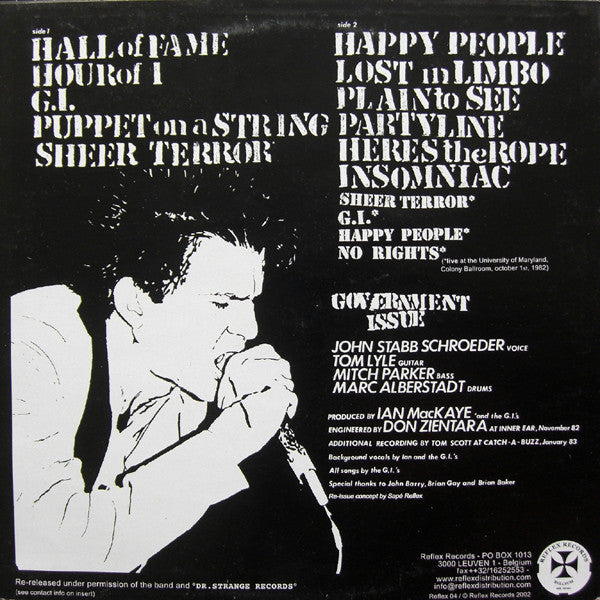 side 1
HALL of FAME
HOUR of 1
G.I.
PUPPET on a STRING
SHEER TERROR
side 2
HAPPY PEOPLE
LOST in LIMBO
PLAIN to SEE
PARTYLINE
HERES the ROPE
INSOMNIAC
SHEER TERROR*
G.I.*
HAPPY PEOPLE*
NO RIGHTS*
(*live at the University of Maryland,
Colony Ballroom, october 1st, 1982)
GOVERNMENT
ISSUE
JOHN STABB SCHROEDER VOICE
TOM LYLE GUITAR
MITCH PARKER BASS
MARC ALBERSTADT DRUMS
PRODUCED BY IAN MacKAYE and the G.I.'s
ENGINEERED BY DON ZIENTARA AT INNER EAR, November 82
ADDITIONAL RECORDING BY TOM SCOTT AT CATCH-A-BUZZ, January 83
Background vocals by Ian and the G.I.'s
All songs by the G.I.'s
Special thanks to John Barry, Brian Gay and Brian Baker
Re-Issue concept by Sapé Reflex
Re-released under permission of the band and "DR.STRANGE RECORDS"
(see contact info on insert)
Reflex Records - PO BOX 1013
3000 LEUVEN 1 - Belgium
fax++32/16252553 -
www.reflexdistribution.com
info@reflexdistribution.com
Reflex 04 / © Reflex Records 2002
REFLEX RECORDS
BELGIUM